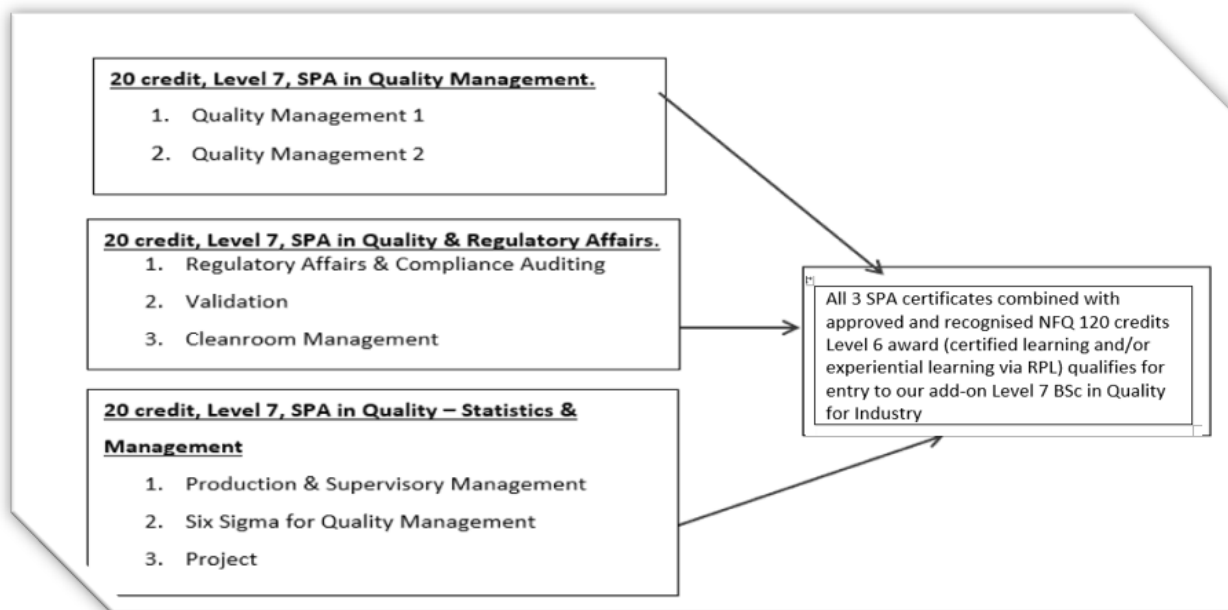 20 credit, Level 7, SPA in Quality Management.
1. Quality Management 1
2. Quality Management 2
20 credit, Level 7, SPA in Quality & Regulatory Affairs.
1. Regulatory Affairs & Compliance Auditing
2. Validation
3. Cleanroom Management
20 credit, Level 7, SPA in Quality – Statistics &
Management
1. Production & Supervisory Management
2. Six Sigma for Quality Management
3. Project
All 3 SPA certificates combined with
approved and recognised NFQ 120 credits
Level 6 award (certified learning and/or
experiential learning via RPL) qualifies for
entry to our add-on Level 7 BSc in Quality
for Industry